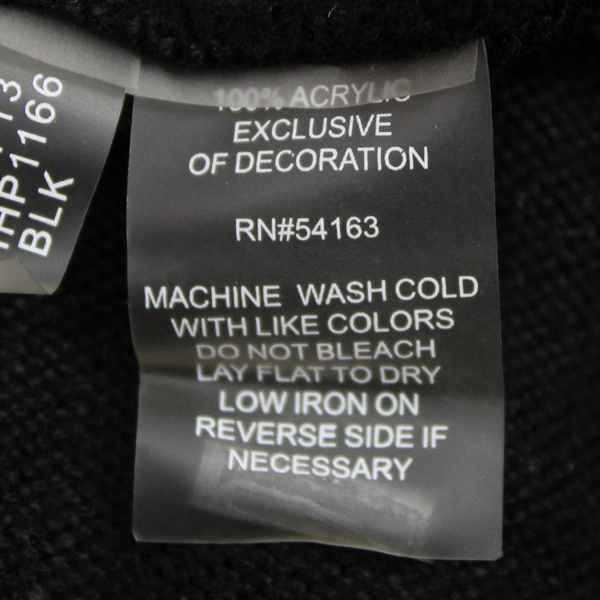 HP1166
BLK
100% ACRYLIC
EXCLUSIVE
OF DECORATION
RN#54163
MACHINE WASH COLD
WITH LIKE COLORS
DO NOT BLEACH
LAY FLAT TO DRY
LOW IRON ON
REVERSE SIDE IF
NECESSARY